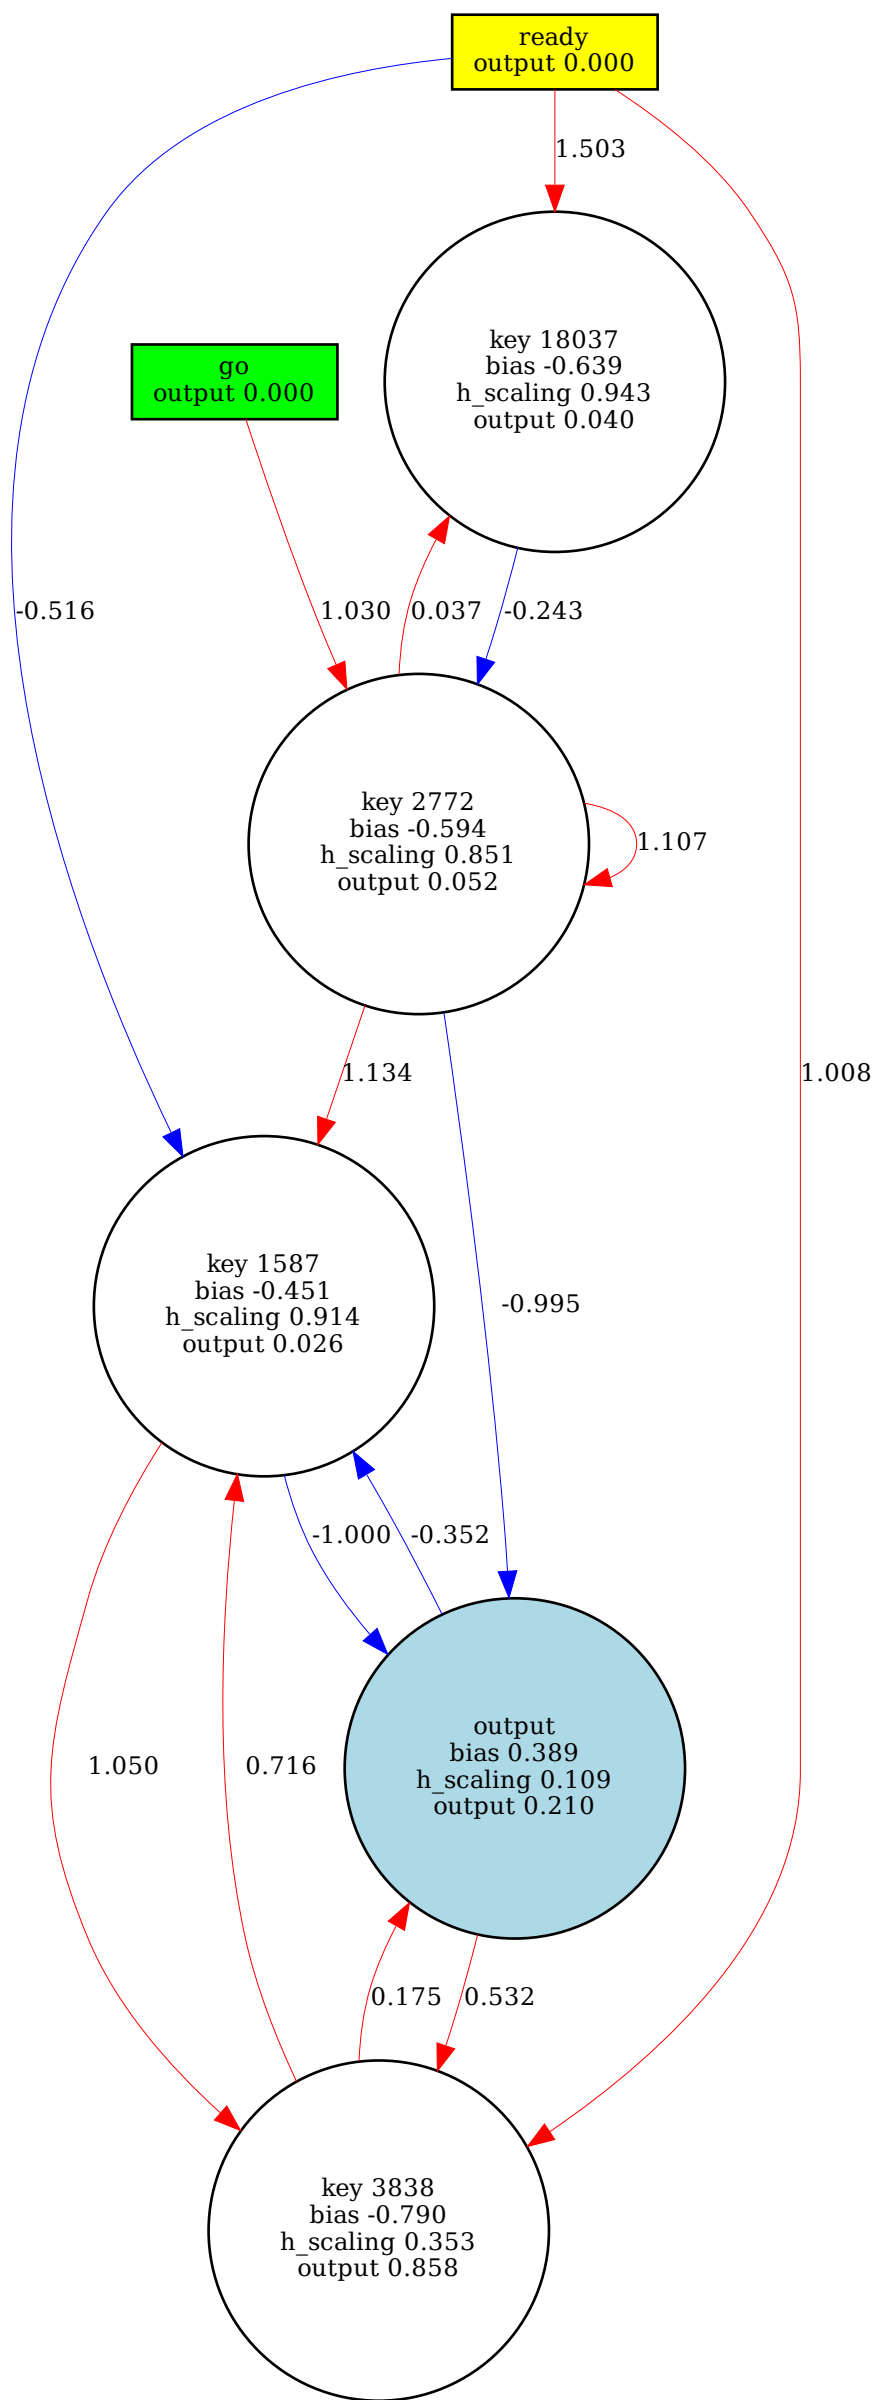 ready
output 0.000
1.503
key 18037
bias -0.639
h_scaling 0.943
output 0.040
go
output 0.000
-0.516
1.030
0.037
-0.243
key 2772
bias -0.594
h_scaling 0.851
output 0.052
1.107
1.134
1.008
key 1587
bias -0.451
h_scaling 0.914
output 0.026
-0.995
-1.000
-0.352
output
bias 0.389
h_scaling 0.109
output 0.210
1.050
0.716
0.175
0.532
key 3838
bias -0.790
h_scaling 0.353
output 0.858